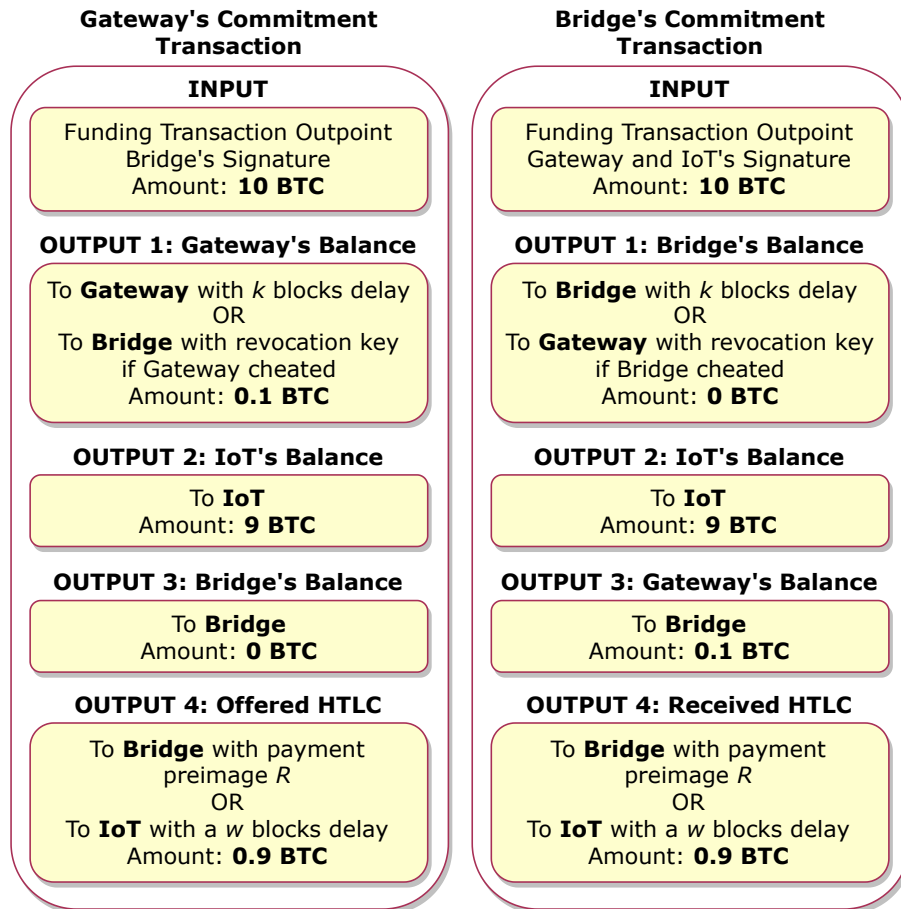 Gateway's Commitment
Transaction
INPUT
Funding Transaction Outpoint
Bridge's Signature
Amount: 10 BTC
OUTPUT 1: Gateway's Balance
To Gateway with k blocks delay
OR
To Bridge with revocation key
if Gateway cheated
Amount: 0.1 BTC
OUTPUT 2: IoT's Balance
To IoT
Amount: 9 BTC
OUTPUT 3: Bridge's Balance
To Bridge
Amount: 0 BTC
OUTPUT 4: Offered HTLC
To Bridge with payment
preimage R
OR
To IoT with a w blocks delay
Amount: 0.9 BTC
Bridge's Commitment
Transaction
INPUT
Funding Transaction Outpoint
Gateway and IoT's Signature
Amount: 10 BTC
OUTPUT 1: Bridge's Balance
To Bridge with k blocks delay
OR
To Gateway with revocation key
if Bridge cheated
Amount: 0 BTC
OUTPUT 2: IoT's Balance
To IoT
Amount: 9 BTC
OUTPUT 3: Gateway's Balance
To Bridge
Amount: 0.1 BTC
OUTPUT 4: Received HTLC
To Bridge with payment
preimage R
OR
To IoT with a w blocks delay
Amount: 0.9 BTC